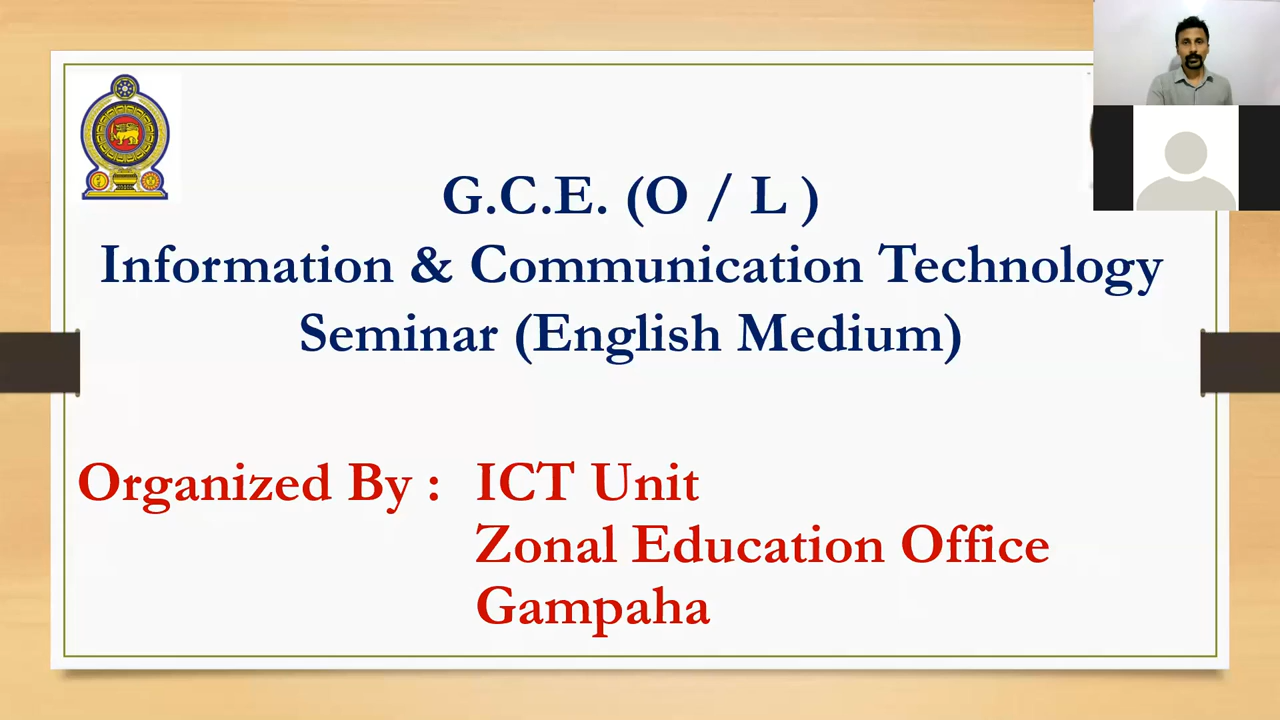 G.C.E. (O / L )
Information & Communication Technology
Seminar (English Medium)
Organized By : ICT Unit
Zonal Education Office
Gampaha